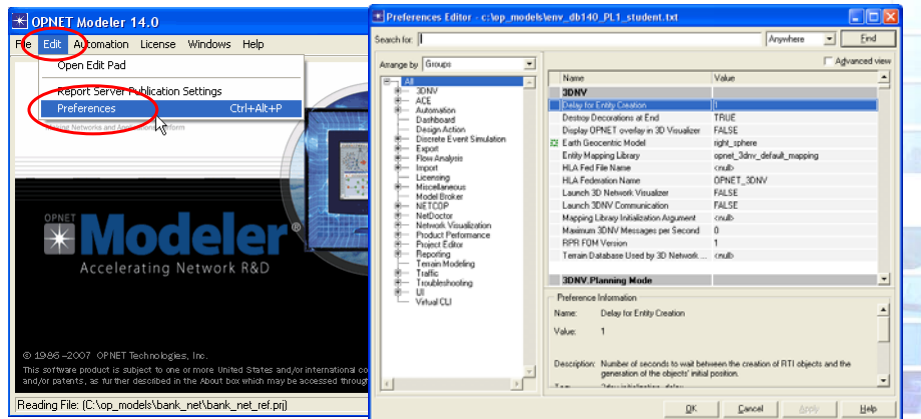 OPNET Modeler 14.0
File Edit Automation License Windows Help
Open Edit Pad
Report Server Publication Settings
Preferences Ctrl+Alt+P
OPNET
Modeler®
Accelerating Network R&D
© 1986-2007 OPNET Technologies, Inc.
This software product is subject to one or more United States and/or international co
and/or patents, as further described in the About box which may be accessed throug
Reading File: (C:\op_models\bank_net\bank_net_ref.prj)
Preferences Editor - c:\op_models\env_db140_PL1_student.txt
Search for: Anywhere Find
Arrange by Groups Advanced view
All
3DNV
ACE
Automation
Dashboard
Design Action
Discrete Event Simulation
Export
Flow Analysis
Import
Licensing
Miscellaneous
Model Broker
NETCOP
NetDoctor
Network Visualization
Product Performance
Project Editor
Reporting
Terrain Modeling
Traffic
Troubleshooting
UI
Virtual CLI
Name Value
3DNV
Delay for Entity Creation 1
Destroy Decorations at End TRUE
Display OPNET overlay in 3D Visualizer FALSE
Earth Geocentric Model right_sphere
Entity Mapping Library opnet_3dnv_default_mapping
HLA Fed File Name <null>
HLA Federation Name OPNET_3DNV
Launch 3D Network Visualizer FALSE
Launch 3DNV Communication FALSE
Mapping Library Initialization Argument <null>
Maximum 3DNV Messages per Second 0
RPR FOM Version 1
Terrain Database Used by 3D Network ... <null>
3DNV.Planning Mode
Preference Information
Name: Delay for Entity Creation
Value: 1
Description: Number of seconds to wait between the creation of RTI objects and the
generation of the objects' initial position.
OK Cancel Apply Help